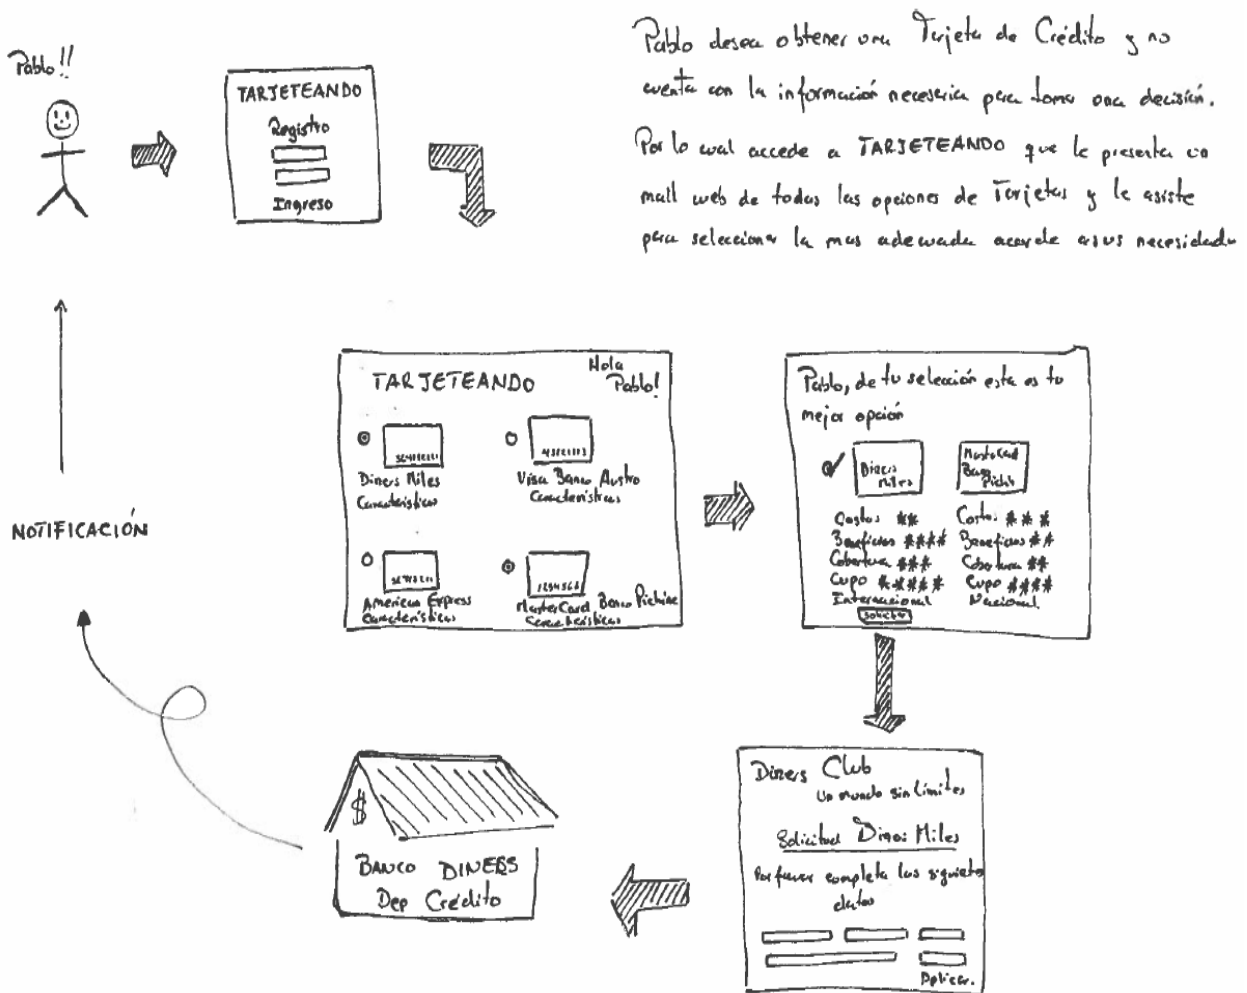 Pablo!!
TARJETEANDO
Registro
Ingreso
Pablo desea obtener una Tarjeta de Crédito y no
cuenta con la información necesaria para tomar una decisión.
Por lo cual accede a TARJETEANDO que le presenta un
mall web de todas las opciones de Tarjetas y le asiste
para seleccionar la mas adecuada acorde a sus necesidades
TARJETEANDO
Hola
Pablo!
Diners Miles
Características
Visa Banco Austro
Características
American Express
Características
1234568
MasterCard Banco Pichinc
Características
Pablo, de tu selección esta es tu
mejor opción
Diners
Miles
MasterCard
Banco
Pichin
Costos **
Beneficios ****
Cobertura ***
Cupo *****
Internacional
Solicitar
Costos ***
Beneficios **
Cobertura **
Cupo ****
Nacional
NOTIFICACIÓN
$
BANCO DINERS
Dep Crédito
Diners Club
Un mundo sin límites
Solicitud Diners Miles
Por favor completa los siguientes
datos
Aplicar.